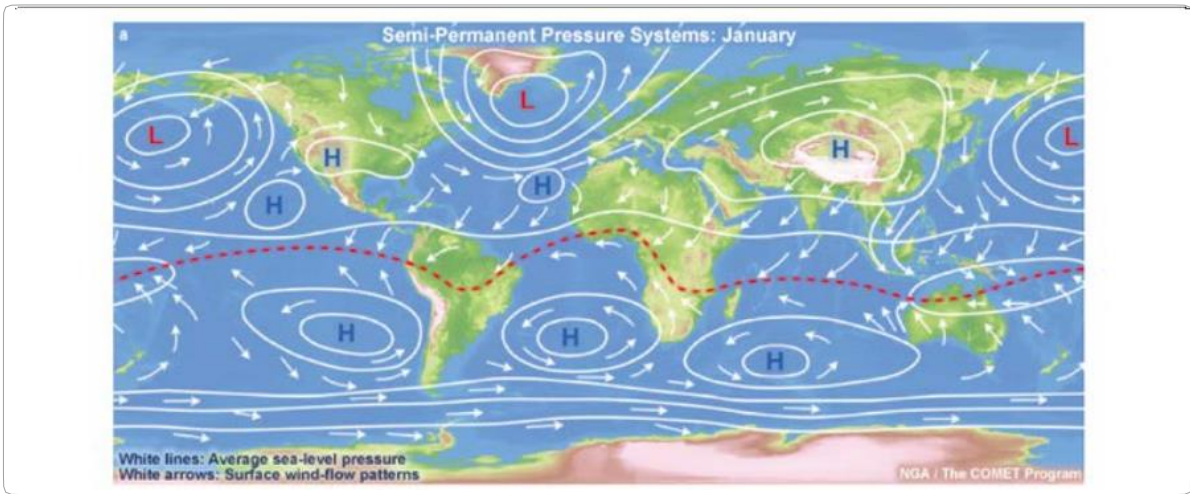 a
Semi-Permanent Pressure Systems: January
L
L
L
H
H
H
H
H
H
H
White lines: Average sea-level pressure
White arrows: Surface wind-flow patterns
NGA / The COMET Program